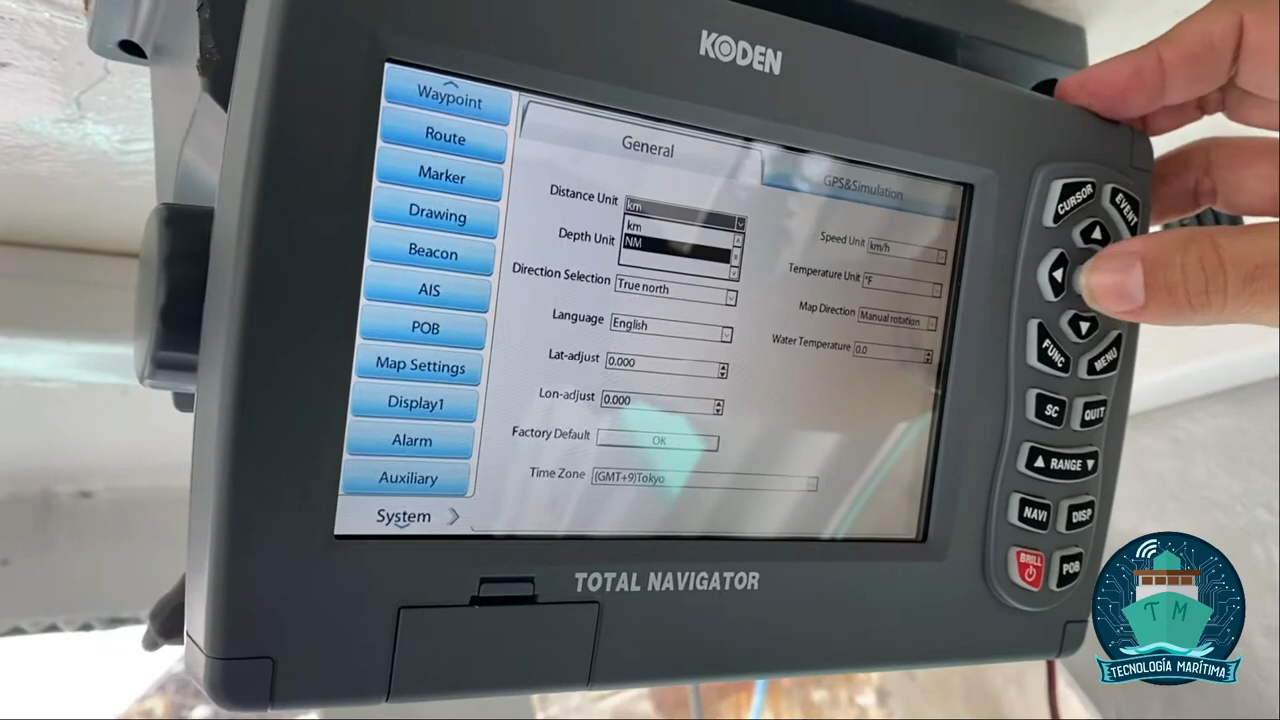 KODEN
Waypoint
Route
Marker
Drawing
Beacon
AIS
POB
Map Settings
Display1
Alarm
Auxiliary
System
General
GPS&Simulation
Distance Unit km
km
NM
Depth Unit
Direction Selection True north
Language English
Lat-adjust 0.000
Lon-adjust 0.000
Factory Default OK
Time Zone (GMT+9)Tokyo
Speed Unit km/h
Temperature Unit °F
Map Direction Manual rotation
Water Temperature 0.0
CURSOR
EVENT
FUNC
MENU
SC
QUIT
RANGE
NAVI
DISP
BRILL
POB
TOTAL NAVIGATOR
T M
TECNOLOGÍA MARÍTIMA